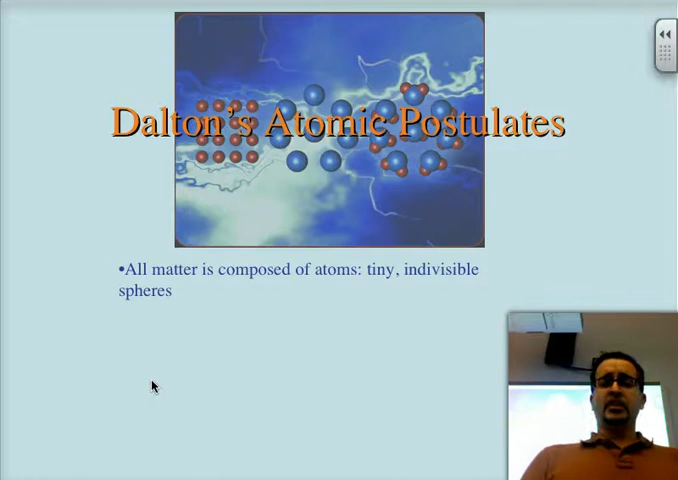 Dalton's Atomic Postulates
•All matter is composed of atoms: tiny, indivisible
spheres